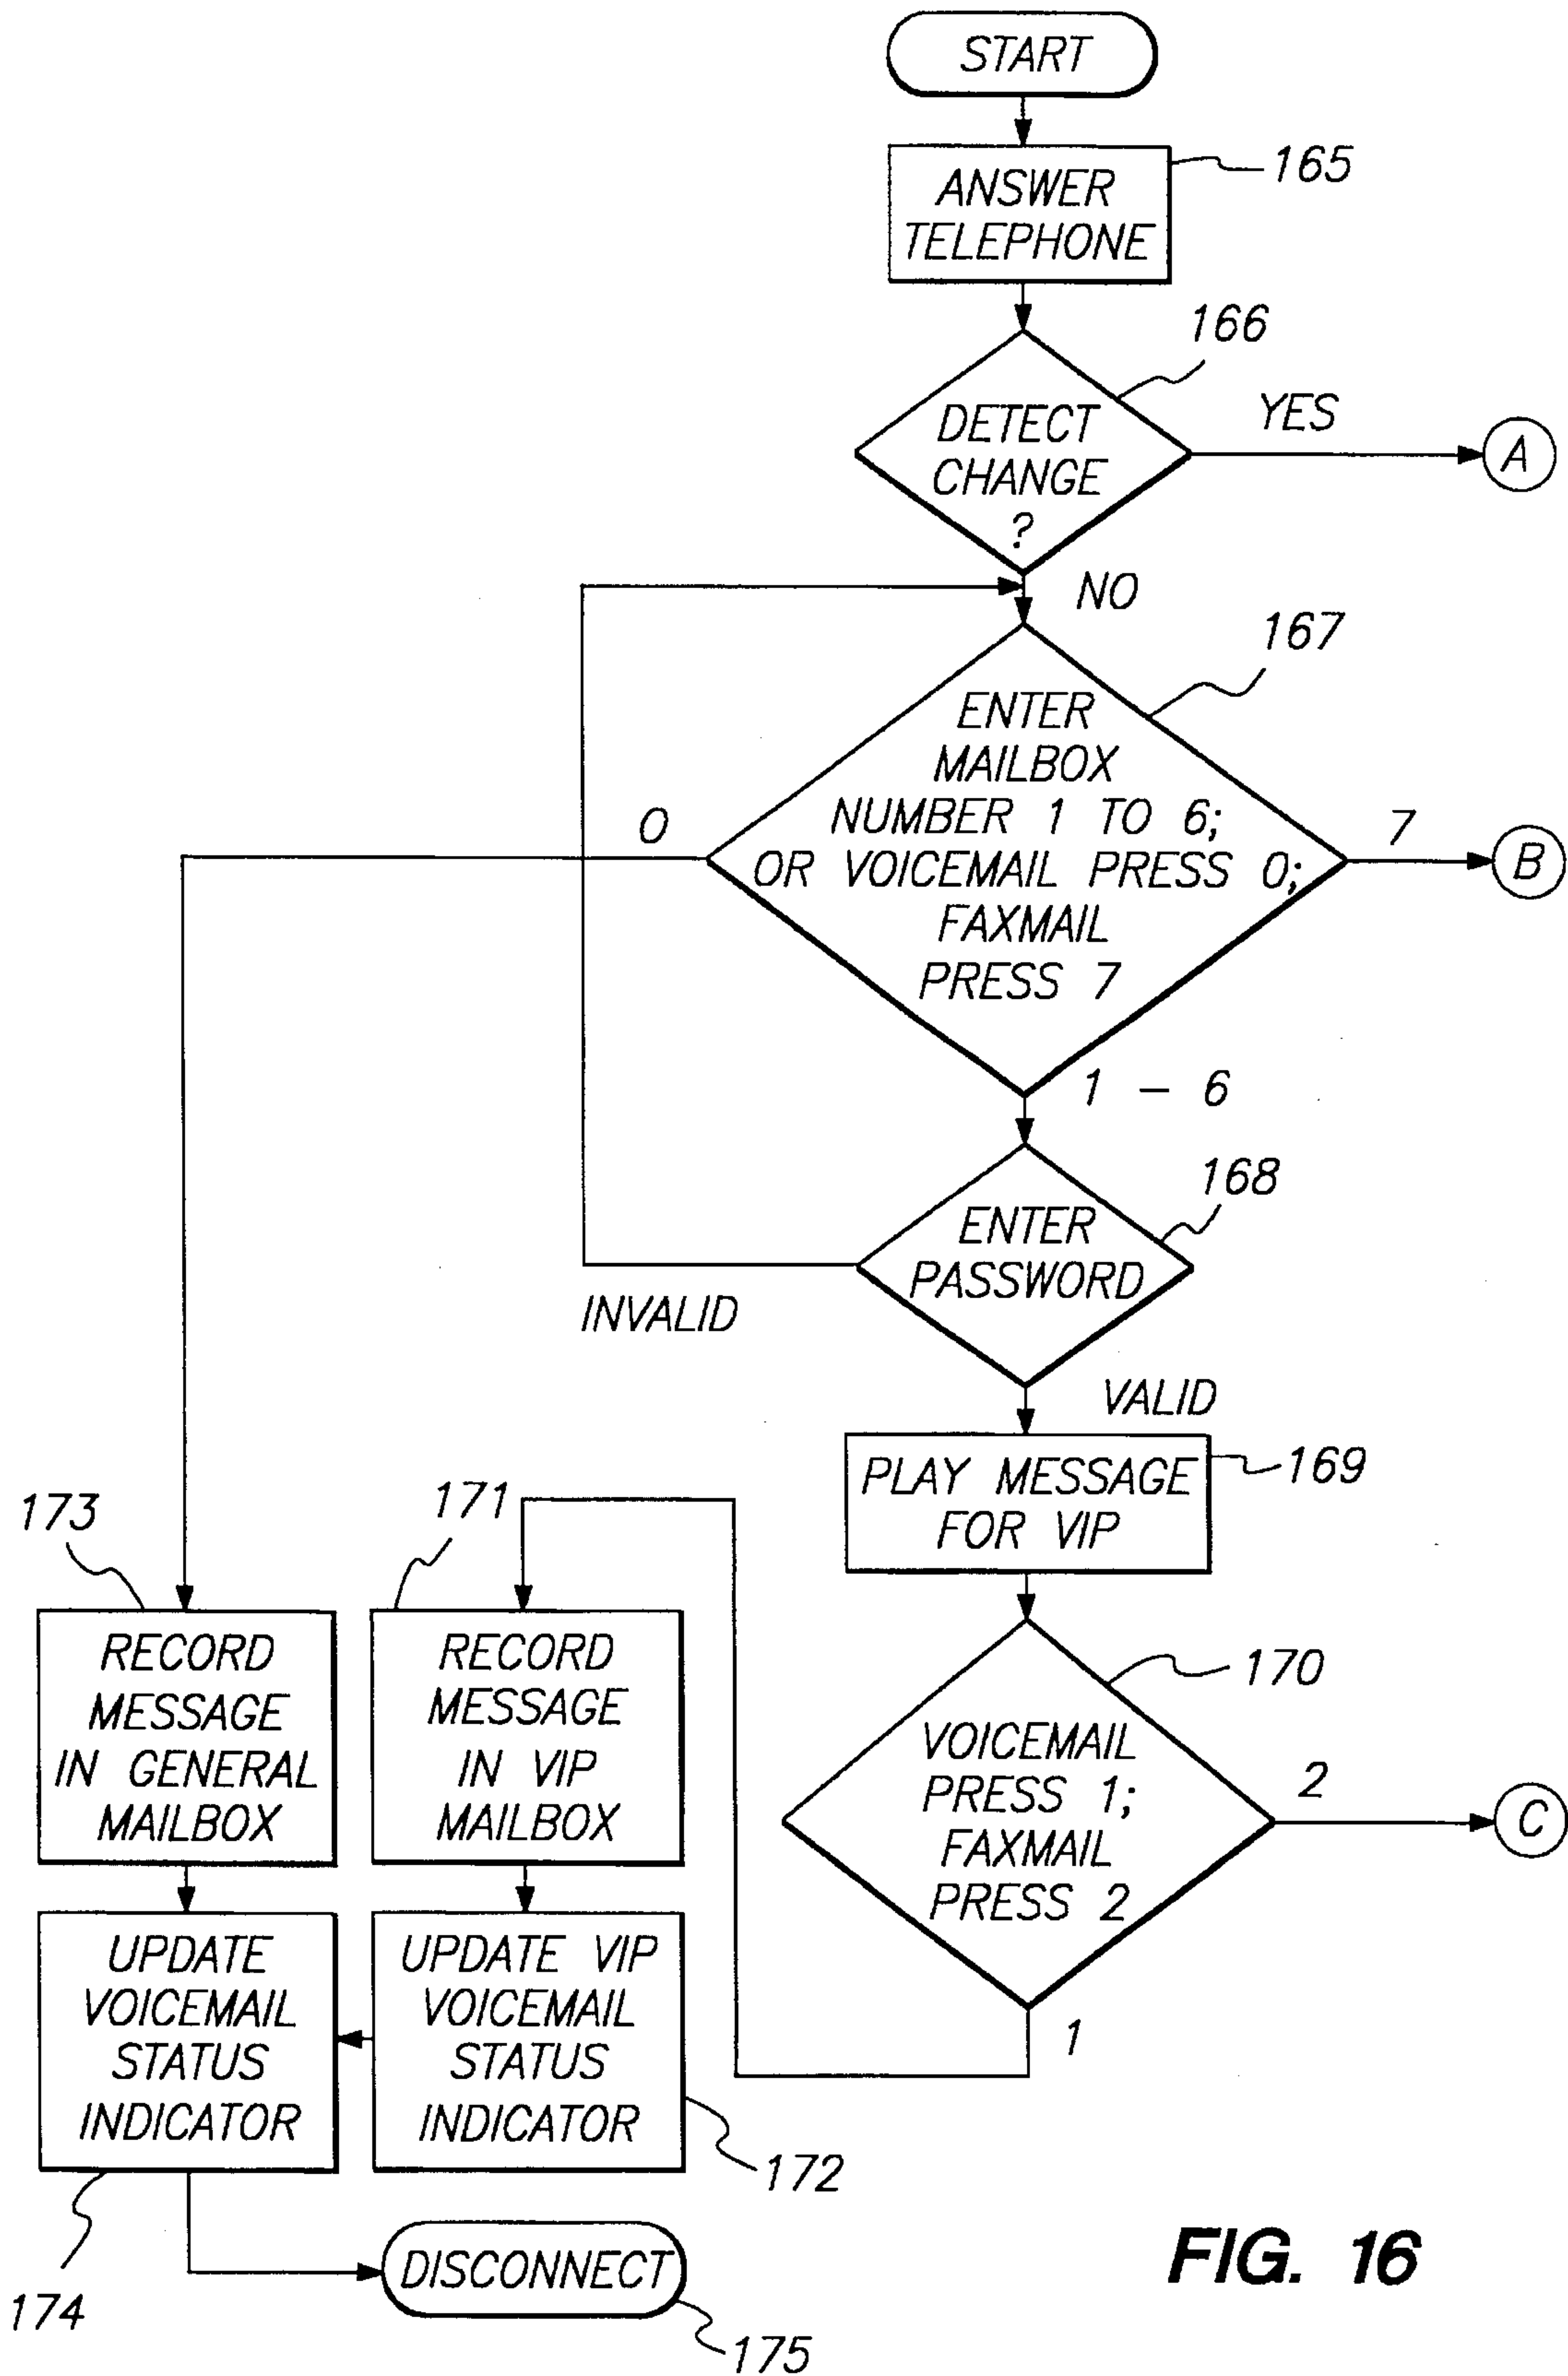 START
ANSWER
TELEPHONE
165
166
DETECT
CHANGE
?
YES
A
NO
167
ENTER
MAILBOX
NUMBER 1 TO 6;
OR VOICEMAIL PRESS 0;
FAXMAIL
PRESS 7
0
7
B
1 - 6
168
ENTER
PASSWORD
INVALID
VALID
PLAY MESSAGE
FOR VIP
169
173
171
RECORD
MESSAGE
IN GENERAL
MAILBOX
RECORD
MESSAGE
IN VIP
MAILBOX
170
VOICEMAIL
PRESS 1;
FAXMAIL
PRESS 2
2
C
1
UPDATE
VOICEMAIL
STATUS
INDICATOR
UPDATE VIP
VOICEMAIL
STATUS
INDICATOR
172
174
DISCONNECT
175
FIG. 16